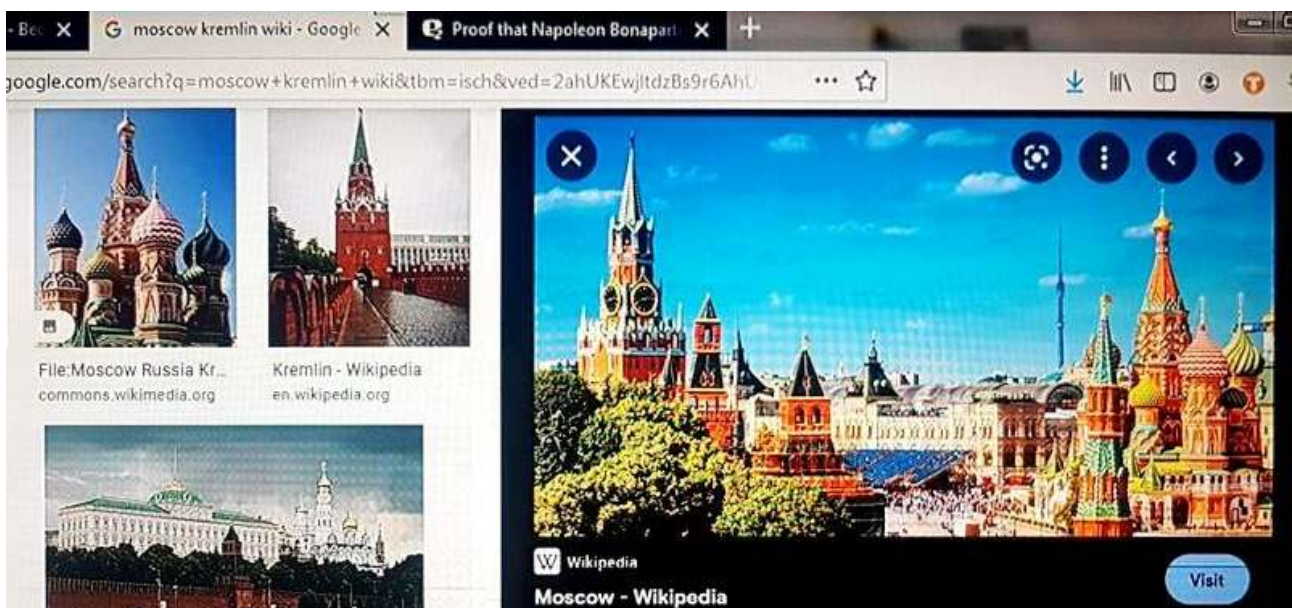 - Bec
moscow kremlin wiki - Google
Proof that Napoleon Bonapart
google.com/search?q=moscow+kremlin+wiki&tbm=isch&ved=2ahUKEwjltdzBs9r6AhU
File:Moscow Russia Kr...
commons.wikimedia.org
Kremlin - Wikipedia
en.wikipedia.org
W Wikipedia
Moscow - Wikipedia
Visit